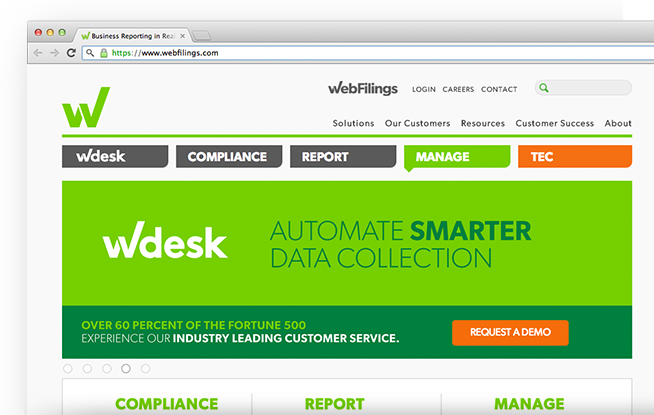 Business Reporting in Rea
https://www.webfilings.com
WebFilings LOGIN CAREERS CONTACT
Solutions Our Customers Resources Customer Success About
wdesk COMPLIANCE REPORT MANAGE TEC
wdesk
AUTOMATE SMARTER
DATA COLLECTION
OVER 60 PERCENT OF THE FORTUNE 500
EXPERIENCE OUR INDUSTRY LEADING CUSTOMER SERVICE.
REQUEST A DEMO
COMPLIANCE REPORT MANAGE